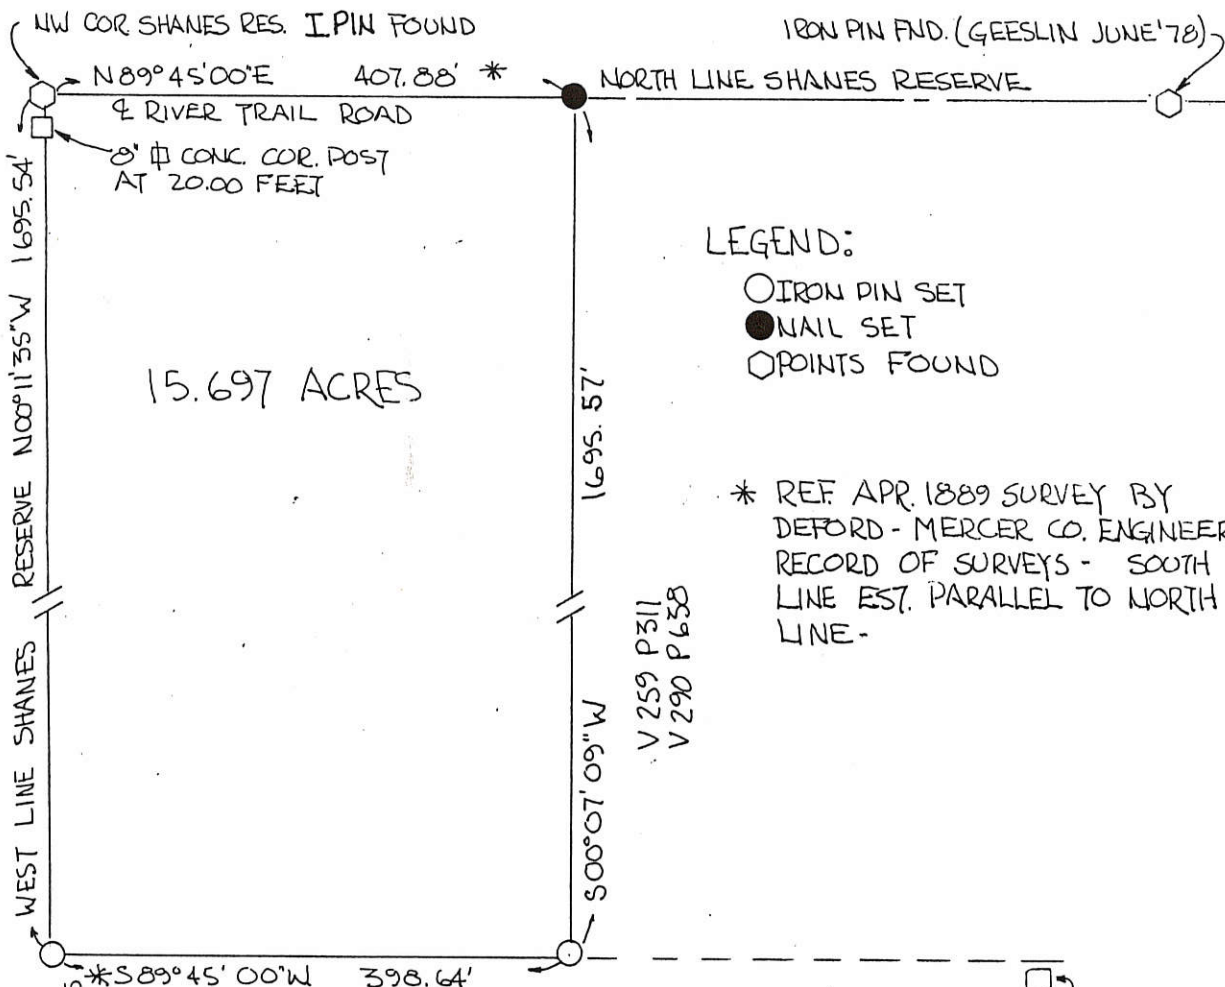 NW COR. SHANES RES. I.PIN FOUND
IRON PIN FND. (GEESLIN JUNE '78)
N89°45'00"E 407.88' *
NORTH LINE SHANES RESERVE
℄ RIVER TRAIL ROAD
8" ⌷ CONC. COR. POST
AT 20.00 FEET
WEST LINE SHANES RESERVE N00°11'35"W 1695.54'
15.697 ACRES
1695.57'
S00°07'09"W
LEGEND:
IRON PIN SET
NAIL SET
POINTS FOUND
* REF. APR. 1889 SURVEY BY
DEFORD - MERCER CO. ENGINEER
RECORD OF SURVEYS - SOUTH
LINE EST. PARALLEL TO NORTH
LINE -
V 259 P311
V 290 P638
*S89°45'00"W 398.64'